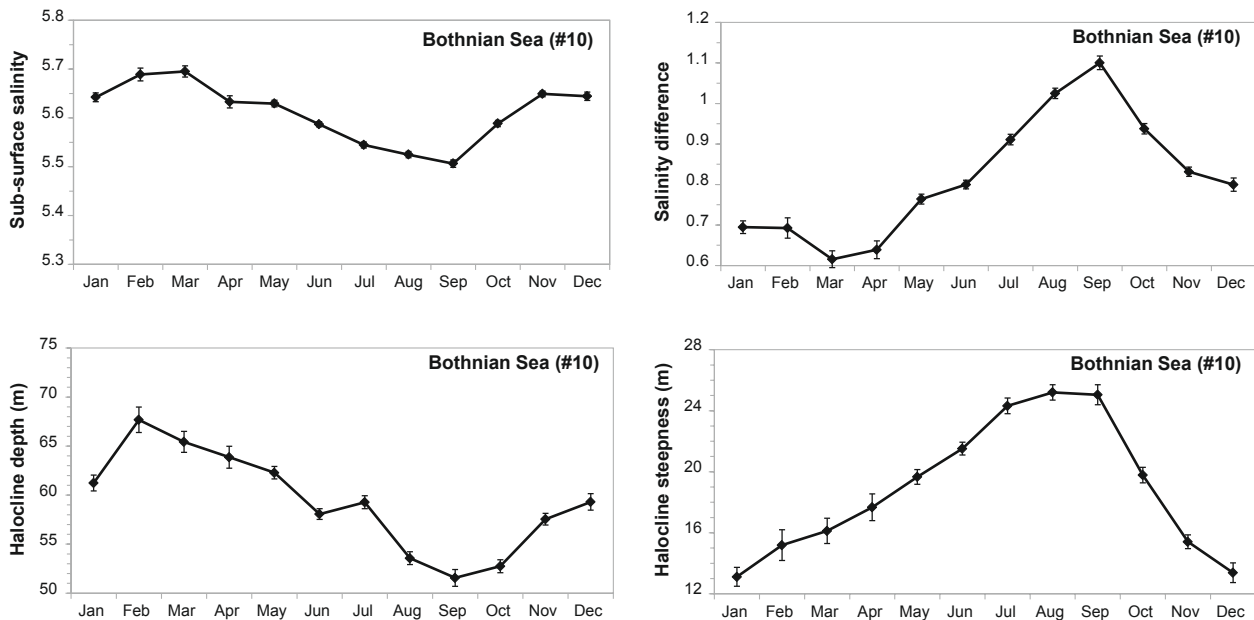 Bothnian Sea (#10)
Sub-surface salinity
5.8
5.7
5.6
5.5
5.4
5.3
Jan Feb Mar Apr May Jun Jul Aug Sep Oct Nov Dec
Bothnian Sea (#10)
Salinity difference
1.2
1.1
1
0.9
0.8
0.7
0.6
Jan Feb Mar Apr May Jun Jul Aug Sep Oct Nov Dec
Bothnian Sea (#10)
Halocline depth (m)
75
70
65
60
55
50
Jan Feb Mar Apr May Jun Jul Aug Sep Oct Nov Dec
Bothnian Sea (#10)
Halocline steepness (m)
28
24
20
16
12
Jan Feb Mar Apr May Jun Jul Aug Sep Oct Nov Dec